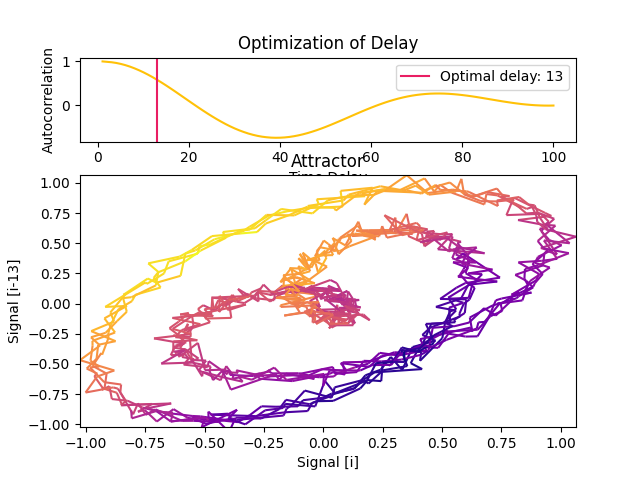 Optimization of Delay
Autocorrelation
1
0
Optimal delay: 13
0 20 40 60 80 100
Time Delay
Attractor
Signal [i-13]
1.00
0.75
0.50
0.25
0.00
−0.25
−0.50
−0.75
−1.00
−1.00 −0.75 −0.50 −0.25 0.00 0.25 0.50 0.75 1.00
Signal [i]